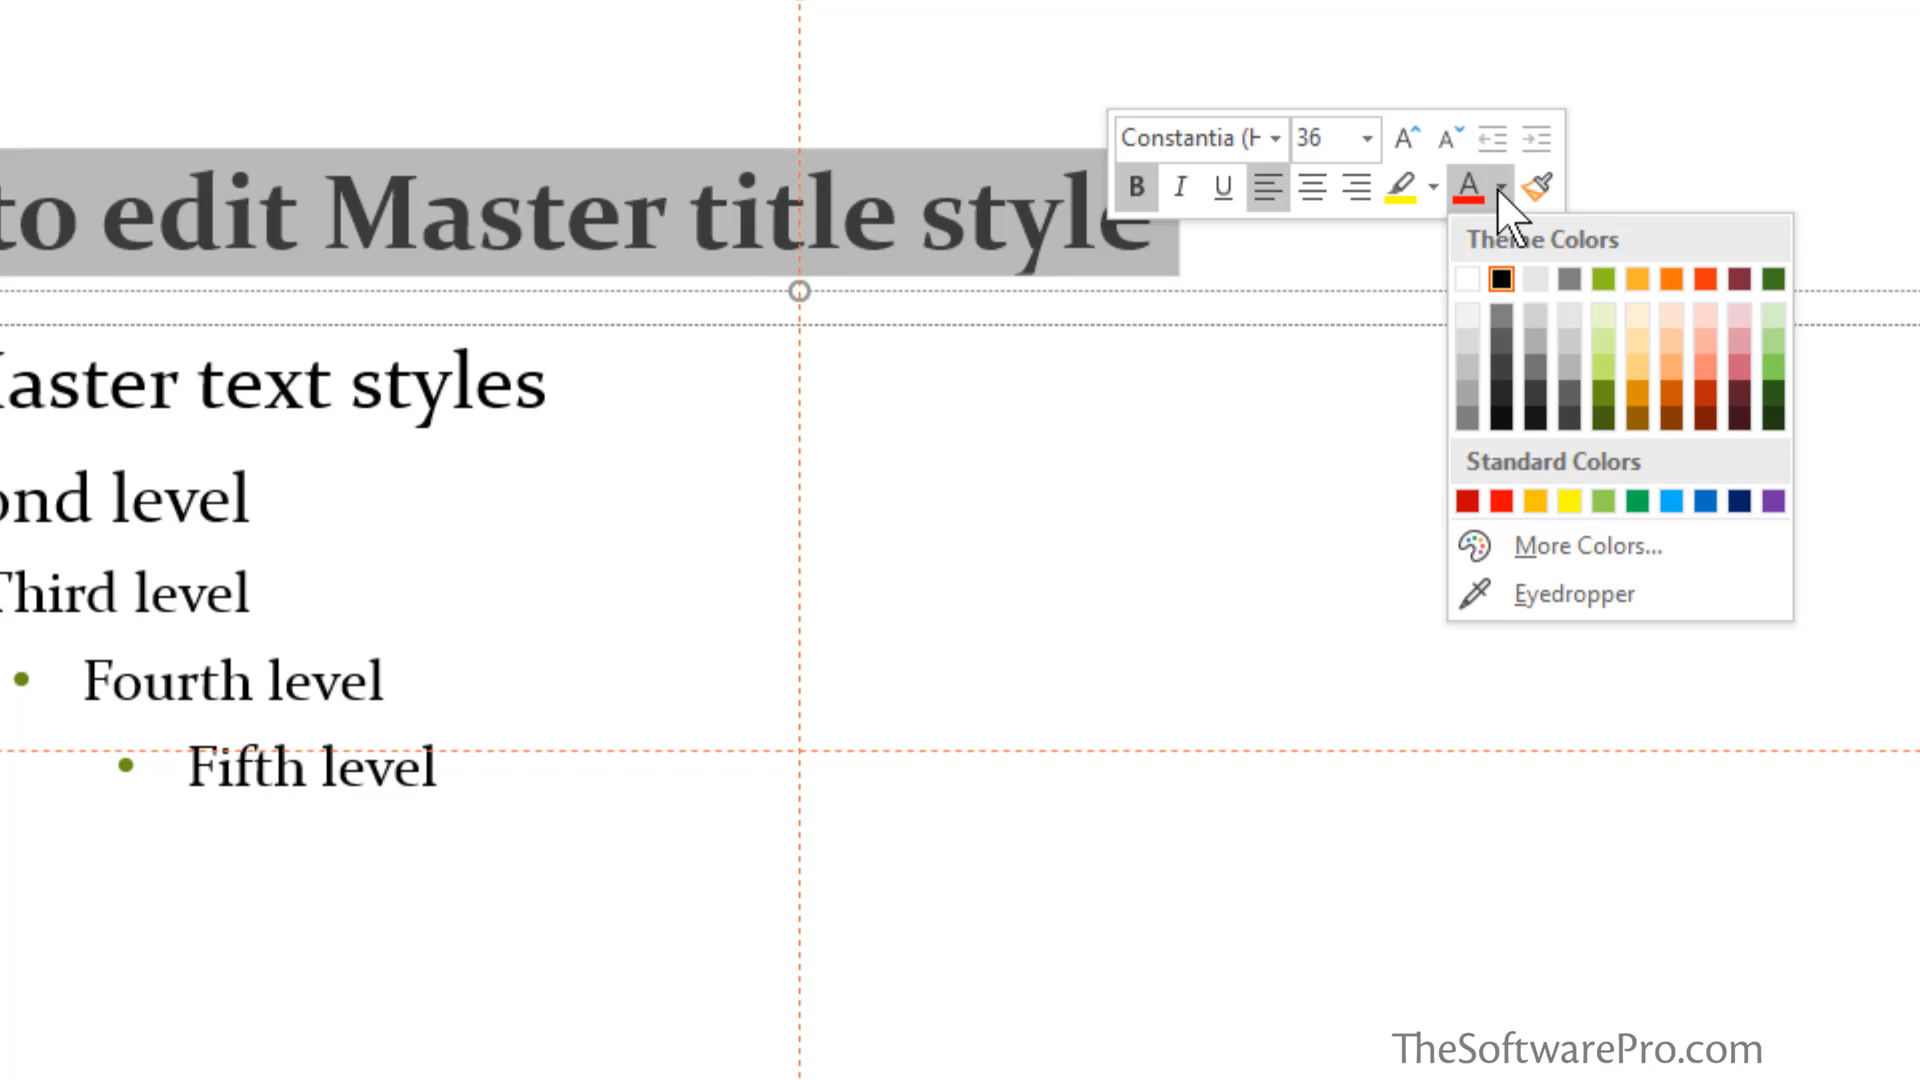 Constantia (H
36
B I U A
to edit Master title style
Theme Colors
Master text styles
Standard Colors
ond level
More Colors...
Third level
Eyedropper
Fourth level
Fifth level
TheSoftwarePro.com